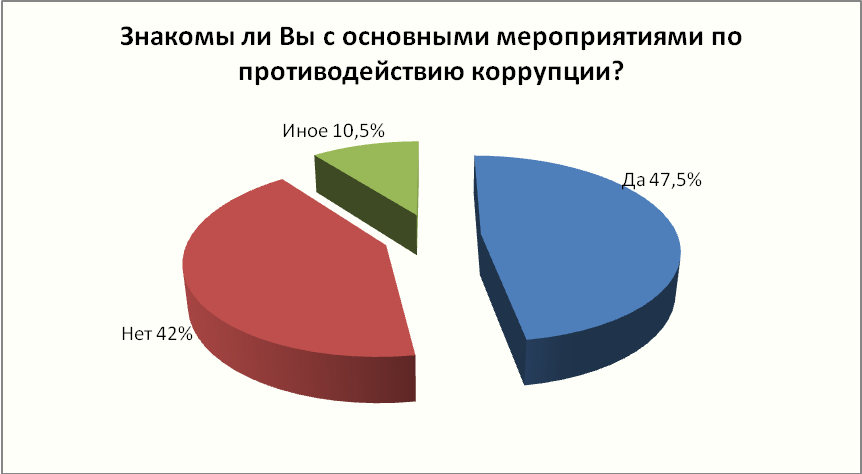 Знакомы ли Вы с основными мероприятиями по
противодействию коррупции?
Иное 10,5%
Да 47,5%
Нет 42%